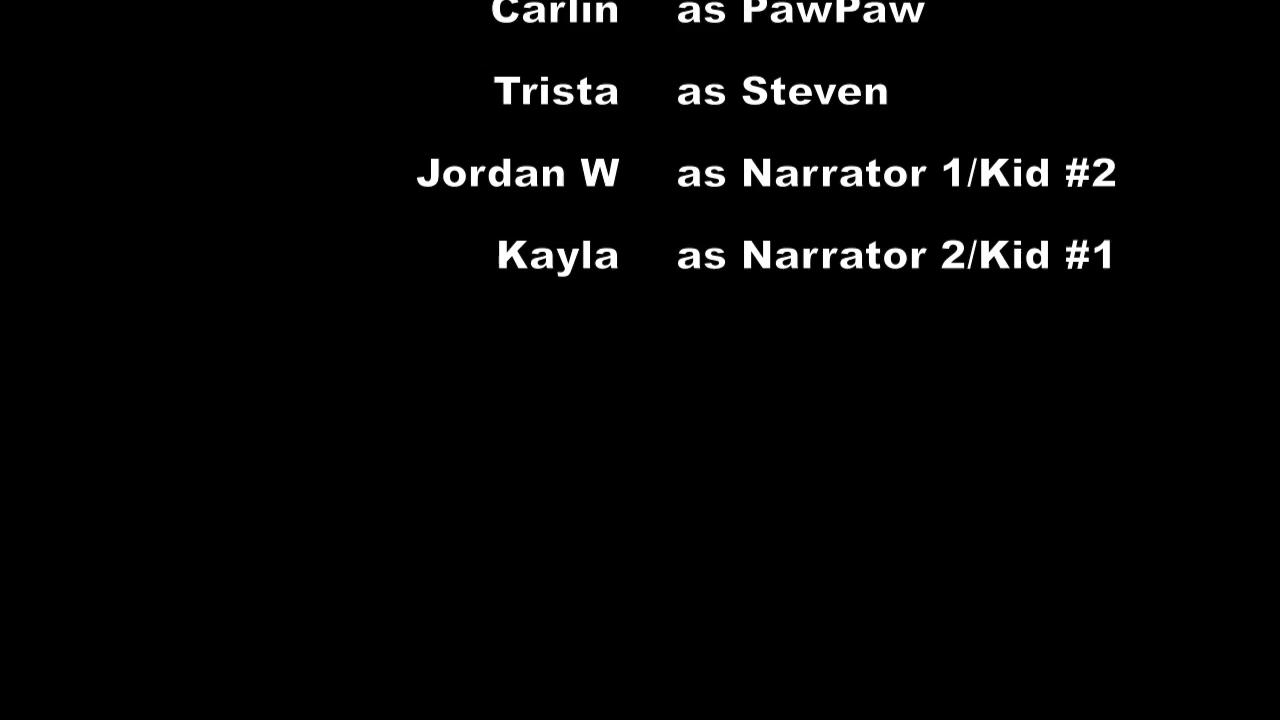 Carlin as PawPaw
Trista as Steven
Jordan W as Narrator 1/Kid #2
Kayla as Narrator 2/Kid #1